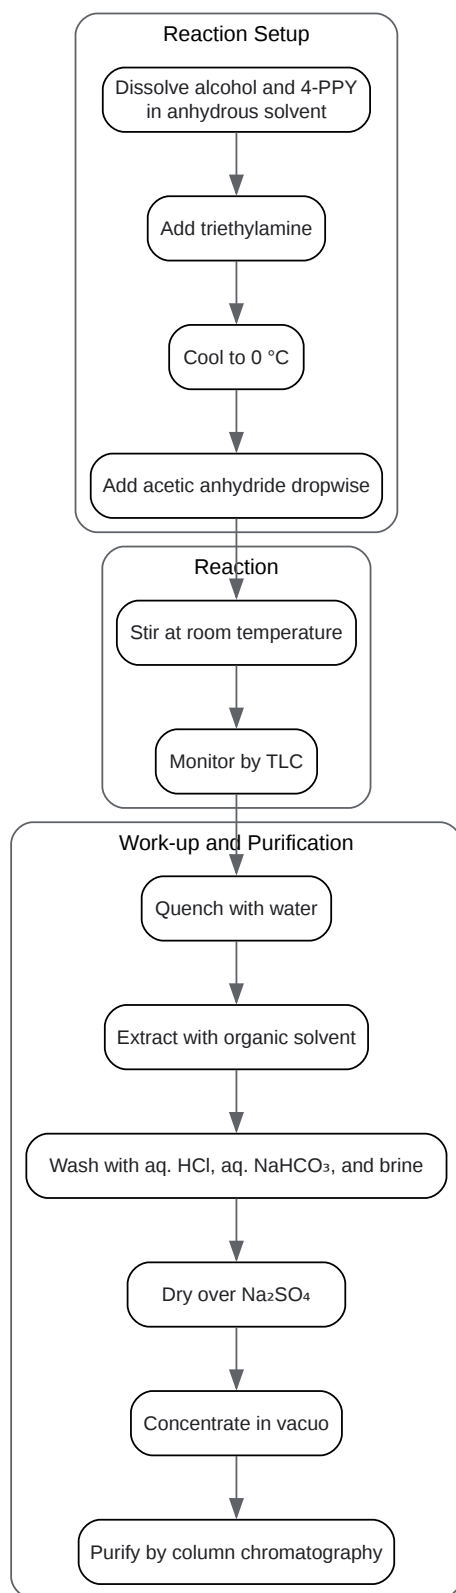 Reaction Setup
Dissolve alcohol and 4-PPY
in anhydrous solvent
Add triethylamine
Cool to 0 °C
Add acetic anhydride dropwise
Reaction
Stir at room temperature
Monitor by TLC
Work-up and Purification
Quench with water
Extract with organic solvent
Wash with aq. HCl, aq. NaHCO₃, and brine
Dry over Na₂SO₄
Concentrate in vacuo
Purify by column chromatography